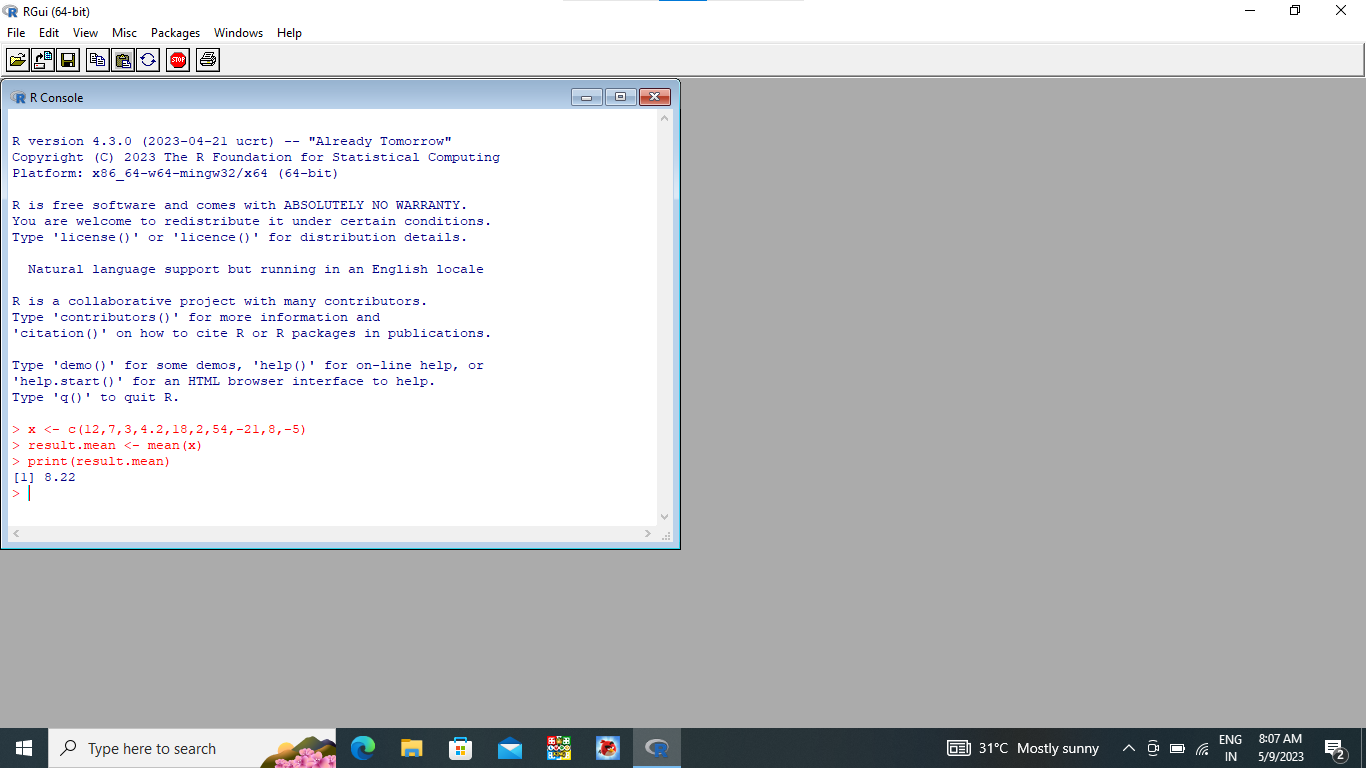 RGui (64-bit)
File Edit View Misc Packages Windows Help
STOP
R Console
R version 4.3.0 (2023-04-21 ucrt) -- "Already Tomorrow"
Copyright (C) 2023 The R Foundation for Statistical Computing
Platform: x86_64-w64-mingw32/x64 (64-bit)
R is free software and comes with ABSOLUTELY NO WARRANTY.
You are welcome to redistribute it under certain conditions.
Type 'license()' or 'licence()' for distribution details.
Natural language support but running in an English locale
R is a collaborative project with many contributors.
Type 'contributors()' for more information and
'citation()' on how to cite R or R packages in publications.
Type 'demo()' for some demos, 'help()' for on-line help, or
'help.start()' for an HTML browser interface to help.
Type 'q()' to quit R.
> x <- c(12,7,3,4.2,18,2,54,-21,8,-5)
> result.mean <- mean(x)
> print(result.mean)
[1] 8.22
>
Type here to search
31°C Mostly sunny
ENG
IN
8:07 AM
5/9/2023
2